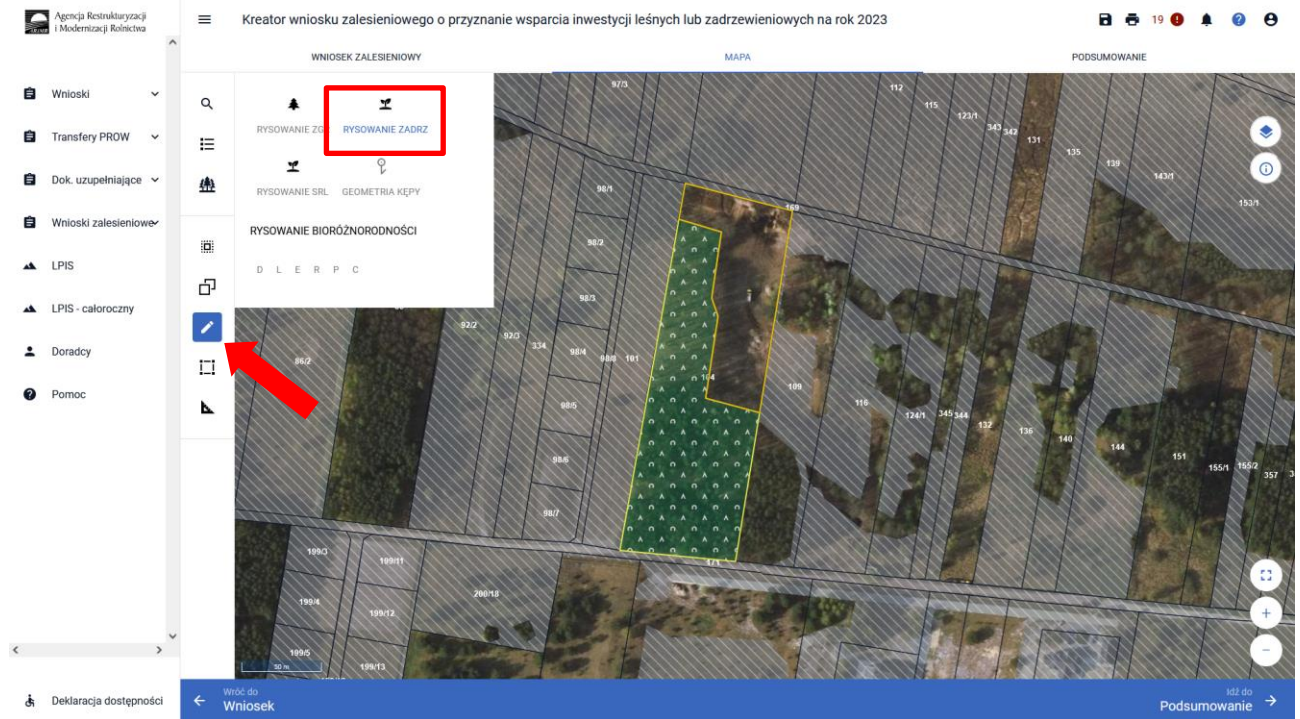 Agencja Restrukturyzacji
i Modernizacji Rolnictwa
ARiMR
Kreator wniosku zalesieniowego o przyznanie wsparcia inwestycji leśnych lub zadrzewieniowych na rok 2023
19
WNIOSEK ZALESIENIOWY
MAPA
PODSUMOWANIE
Wnioski
Transfery PROW
Dok. uzupełniające
Wnioski zalesieniowe
LPIS
LPIS - całoroczny
Doradcy
Pomoc
RYSOWANIE ZG
RYSOWANIE ZADRZ
RYSOWANIE SRL
GEOMETRIA KĘPY
RYSOWANIE BIORÓŻNORODNOŚCI
D L E R P C
97/3
112
115
123/1
343
342
131
135
139
143/1
153/1
98/1
169
98/2
98/3
92/2
92/3
334
98/4
98/8
101
86/2
104
109
98/5
116
124/1
345
344
132
136
140
144
151
155/1
155/2
357
98/6
98/7
471
199/3
199/11
200/18
199/4
199/12
199/5
199/13
50 m
Deklaracja dostępności
Wróć do
Wniosek
Idź do
Podsumowanie